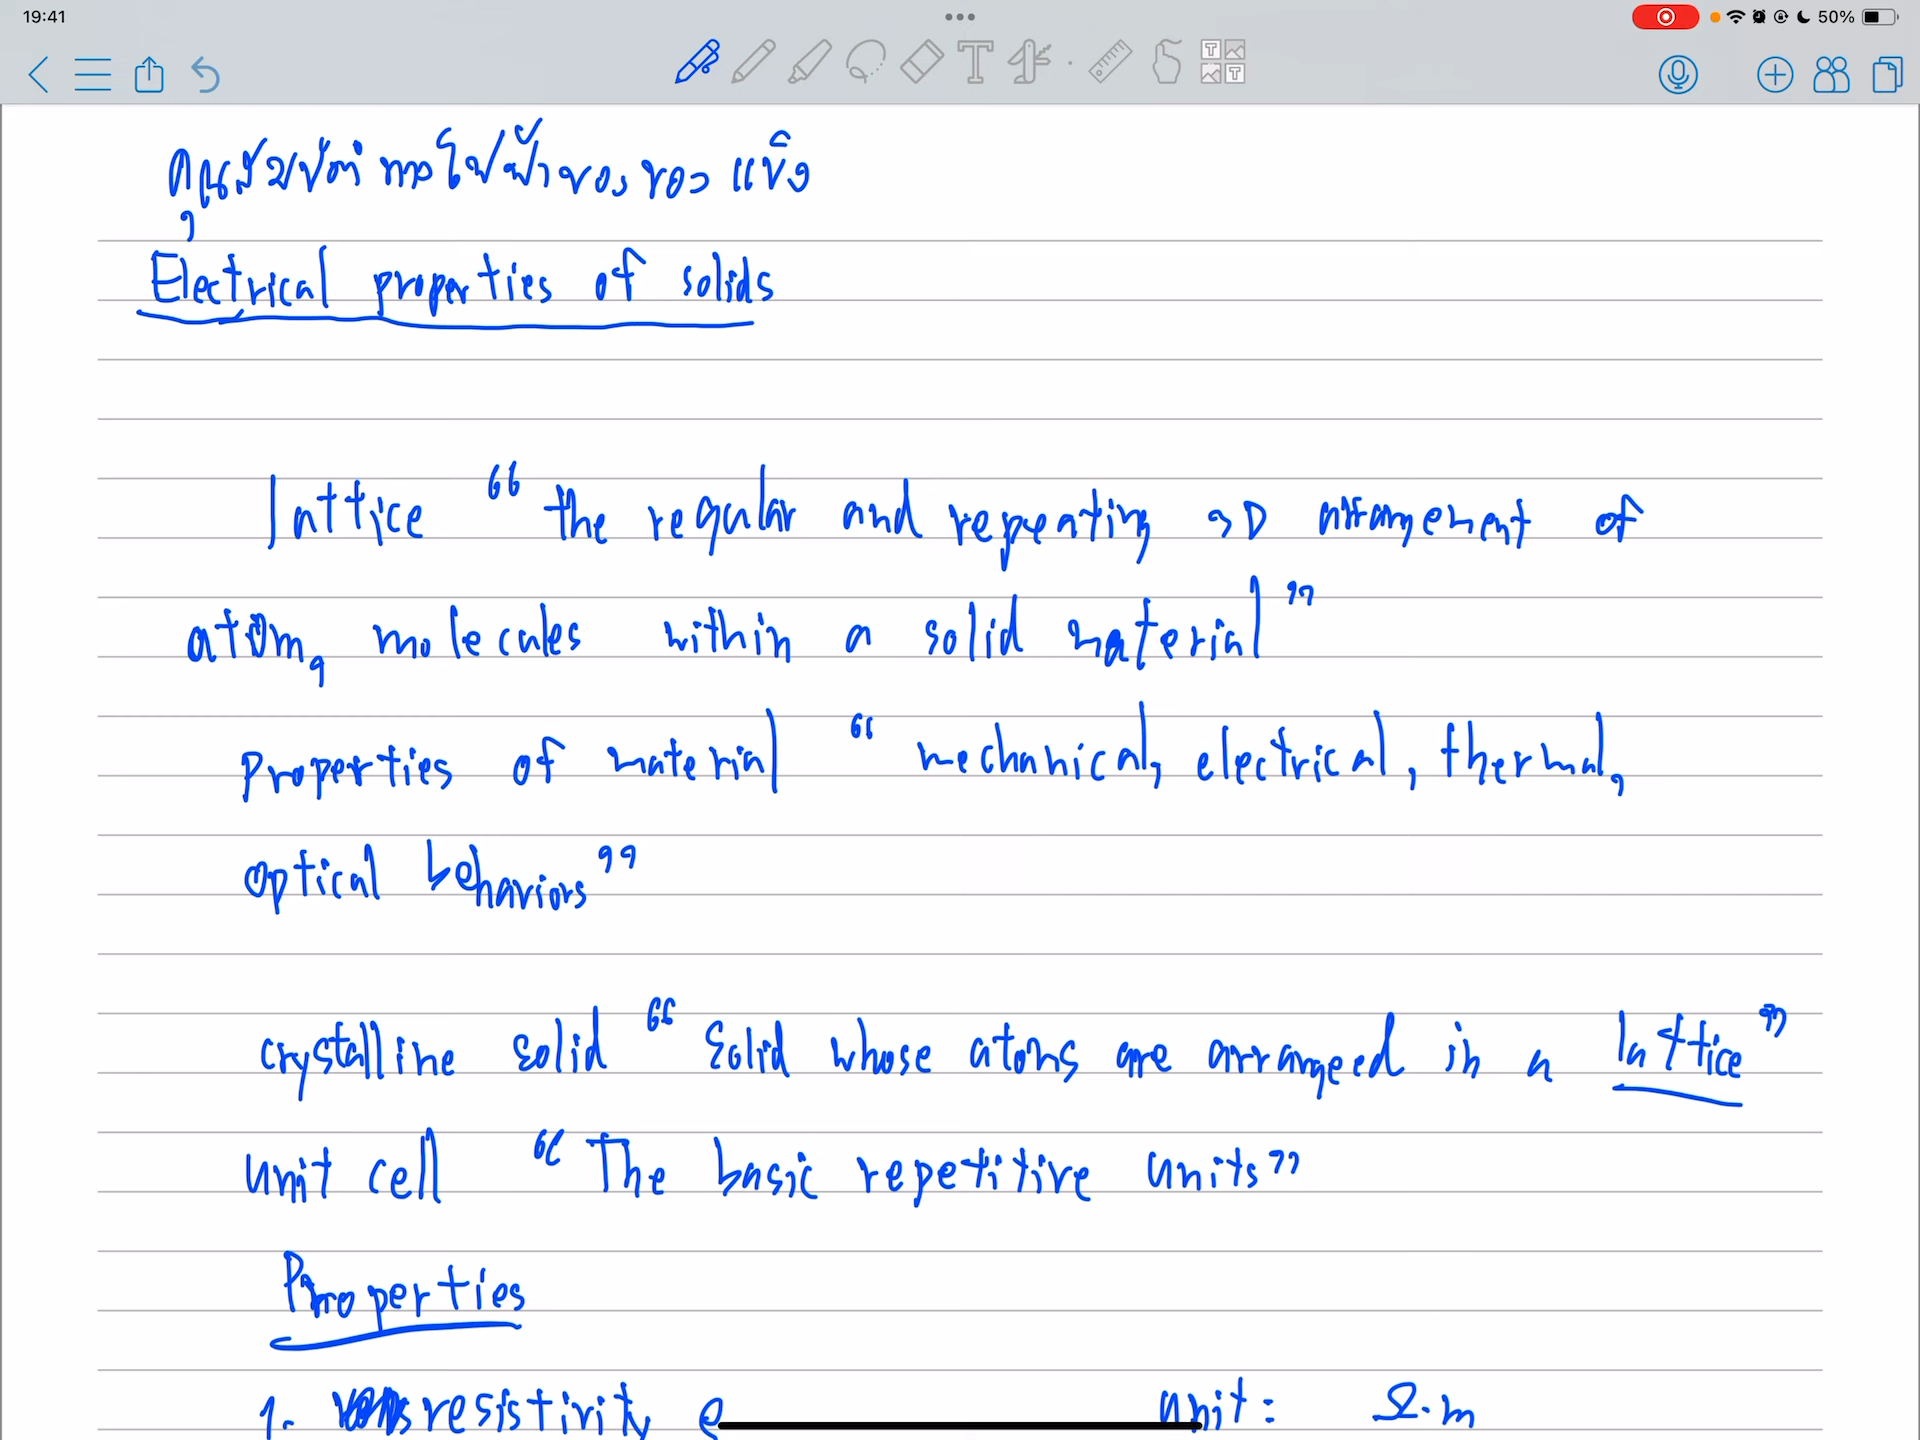 19:41
50%
คุณสมบัติทางไฟฟ้าของของแข็ง
Electrical properties of solids
lattice “the regular and repeating 3D arrangement of
atom, molecules within a solid material”
properties of material “mechanical, electrical, thermal,
optical behaviors”
crystalline solid “Solid whose atoms are arrangeed in a lattice”
unit cell “The basic repetitive units”
Properties
1. resistivity ρ unit: Ω·m